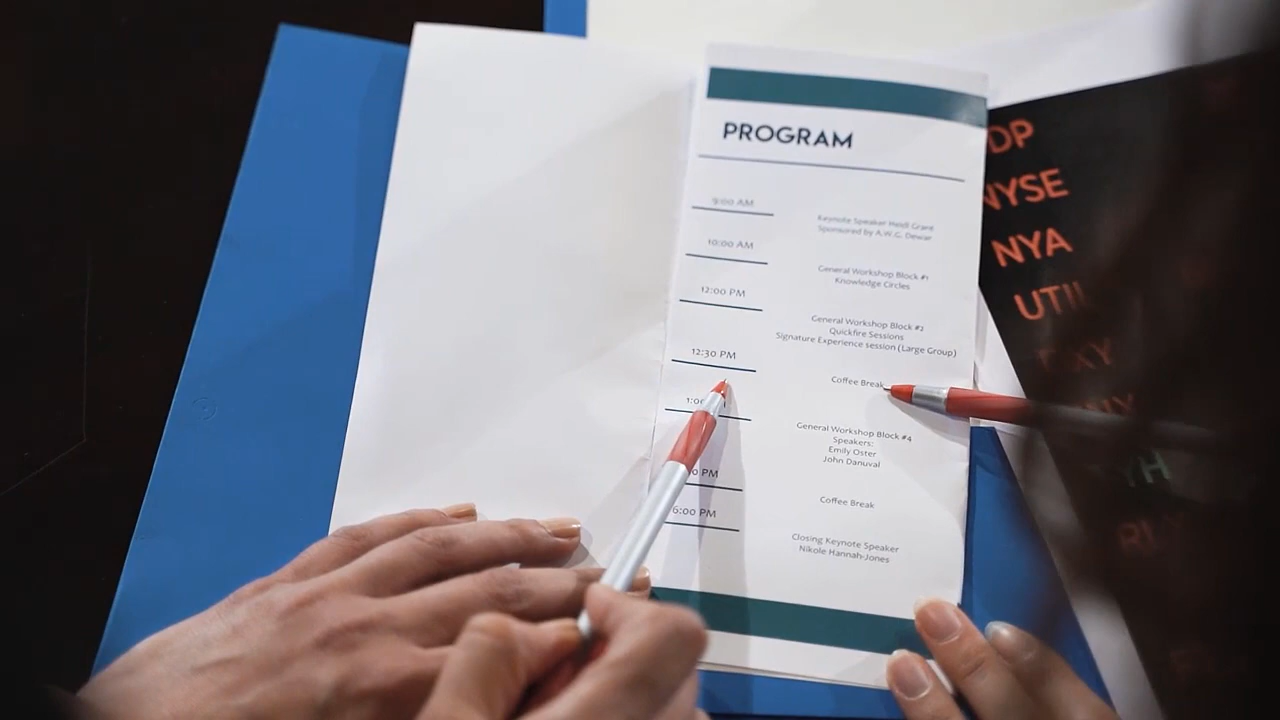 PROGRAM
9:00 AM
Keynote Speaker Heidi Grant
Sponsored by A.W.G. Dewar
10:00 AM
General Workshop Block #1
Knowledge Circles
12:00 PM
General Workshop Block #2
Quickfire Sessions
Signature Experience session (Large Group)
12:30 PM
Coffee Break
General Workshop Block #4
Speakers:
Emily Oster
John Danuval
PM
Coffee Break
6:00 PM
Closing Keynote Speaker
Nikole Hannah-Jones
DP
NYSE
NYA
UTIL